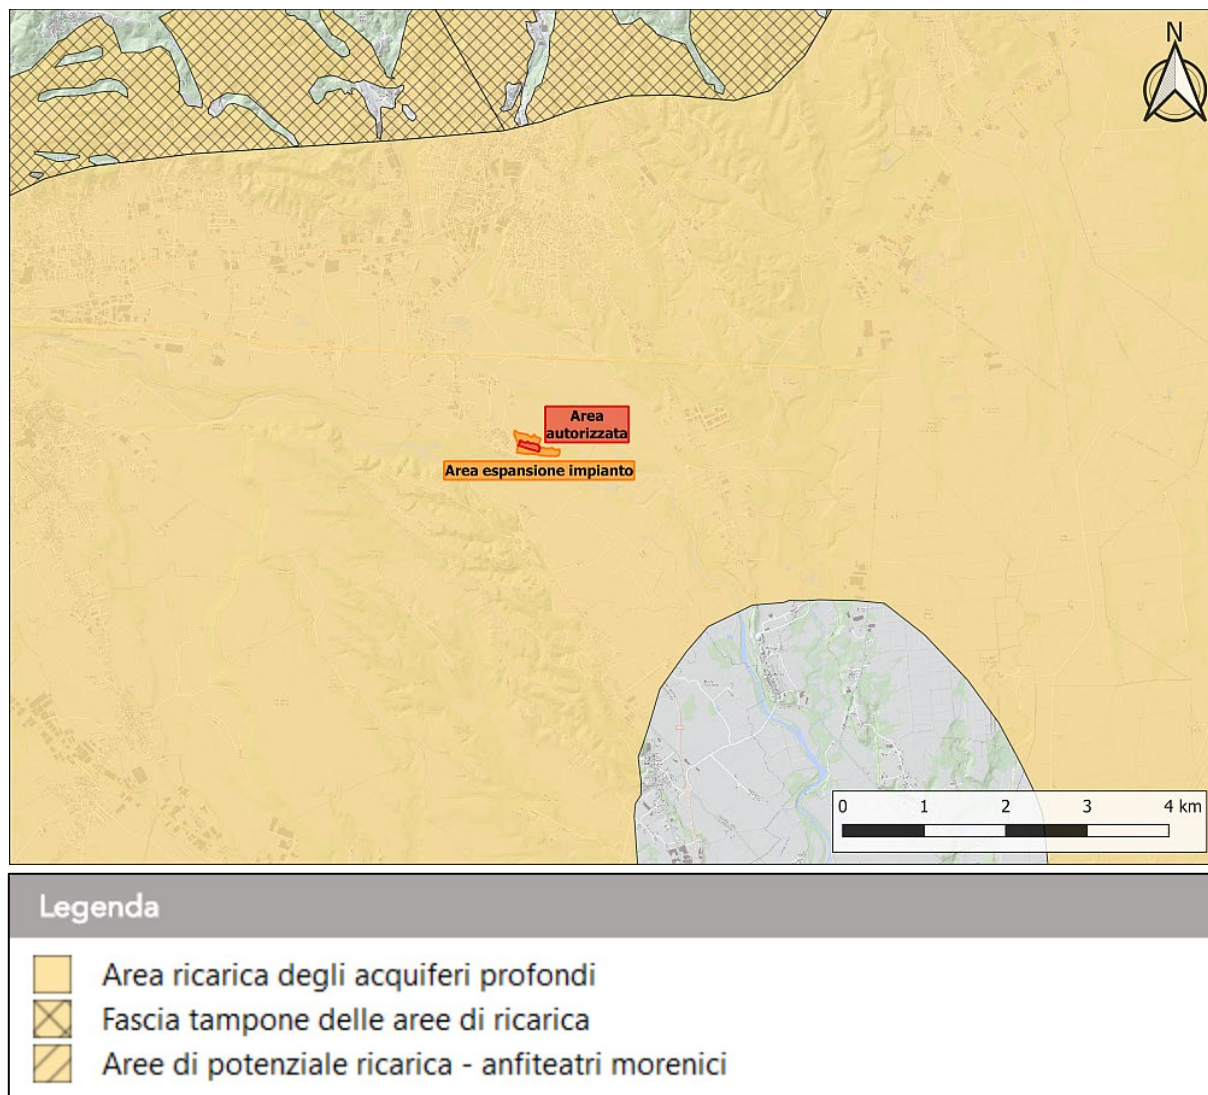 N
Area
autorizzata
Area espansione impianto
0 1 2 3 4 km
Legenda
Area ricarica degli acquiferi profondi
Fascia tampone delle aree di ricarica
Aree di potenziale ricarica - anfiteatri morenici